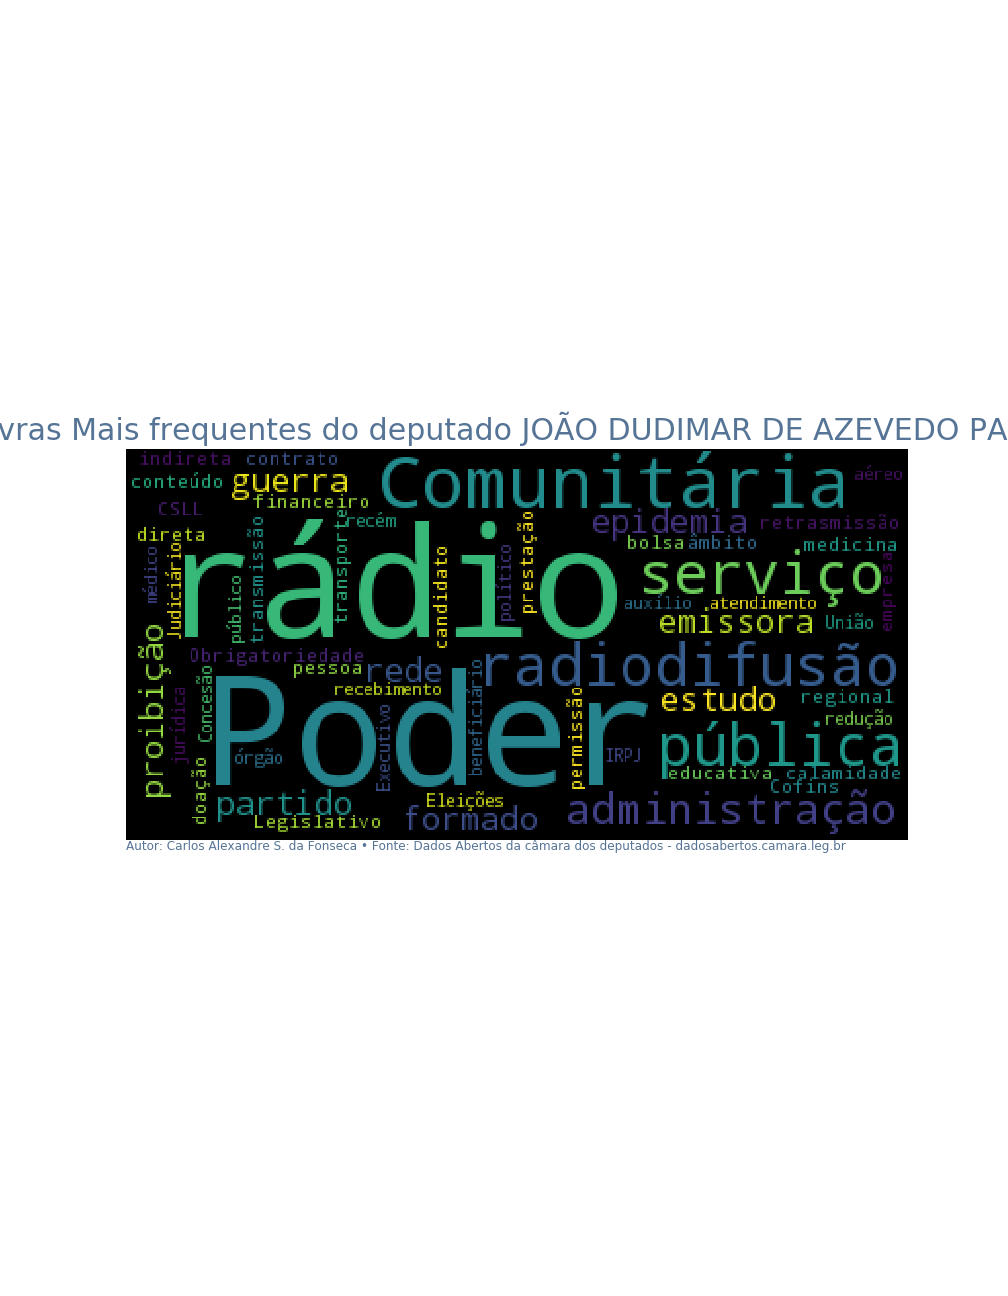 vras Mais frequentes do deputado JOÃO DUDIMAR DE AZEVEDO PA
indireta
contrato
Comunitária
aéreo
conteúdo
guerra
financeiro
CSLL
recém
epidemia
retrasmissão
direta
transmissão
transporte
prestação
bolsa
âmbito
medicina
médico
Judiciário
rádio
candidato
político
serviço
empresa
público
auxílio
atendimento
emissora
União
proibição
Obrigatoriedade
pessoa
rede
radiodifusão
recebimento
beneficiário
jurídica
Concesão
Poder
permissão
estudo
regional
redução
Executivo
órgão
IRPJ
pública
educativa
calamidade
doação
Cofins
partido
Eleições
administração
Legislativo
formado
Autor: Carlos Alexandre S. da Fonseca • Fonte: Dados Abertos da câmara dos deputados - dadosabertos.camara.leg.br